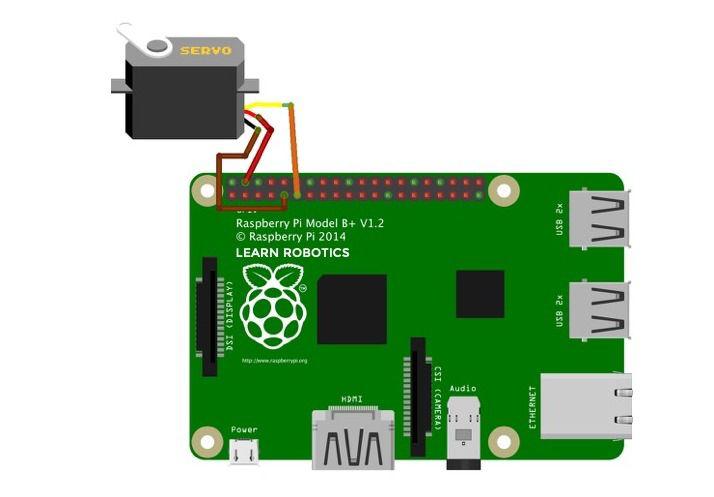 SERVO
Raspberry Pi Model B+ V1.2
© Raspberry Pi 2014
LEARN ROBOTICS
TM
http://www.raspberrypi.org
DSI (DISPLAY)
USB 2x
USB 2x
ETHERNET
Power
HDMI
CSI (CAMERA)
Audio